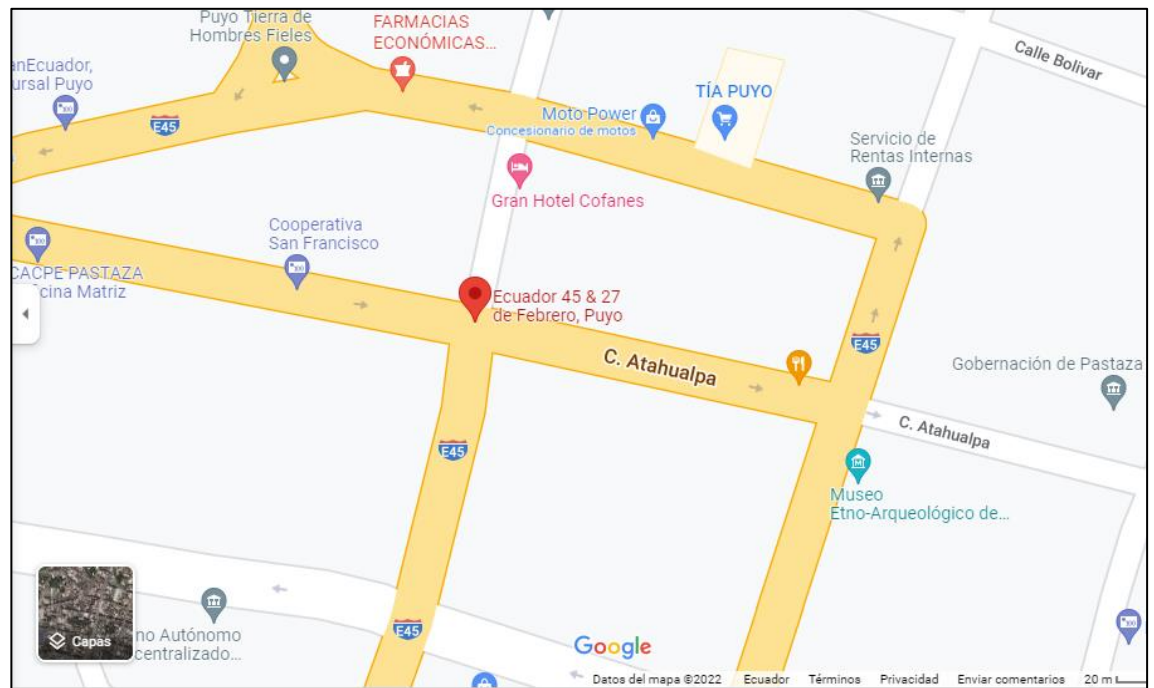 Puyo Tierra de
Hombres Fieles
FARMACIAS
ECONÓMICAS...
Calle Bolivar
anEcuador,
ursal Puyo
TÍA PUYO
Moto Power
Concesionario de motos
E45
Servicio de
Rentas Internas
Gran Hotel Cofanes
Cooperativa
San Francisco
CACPE PASTAZA
ficina Matriz
Ecuador 45 & 27
de Febrero, Puyo
E45
C. Atahualpa
Gobernación de Pastaza
C. Atahualpa
E45
Museo
Etno-Arqueológico de...
Capas
no Autónomo
centralizado...
E45
Google
Datos del mapa ©2022 Ecuador Términos Privacidad Enviar comentarios 20 m